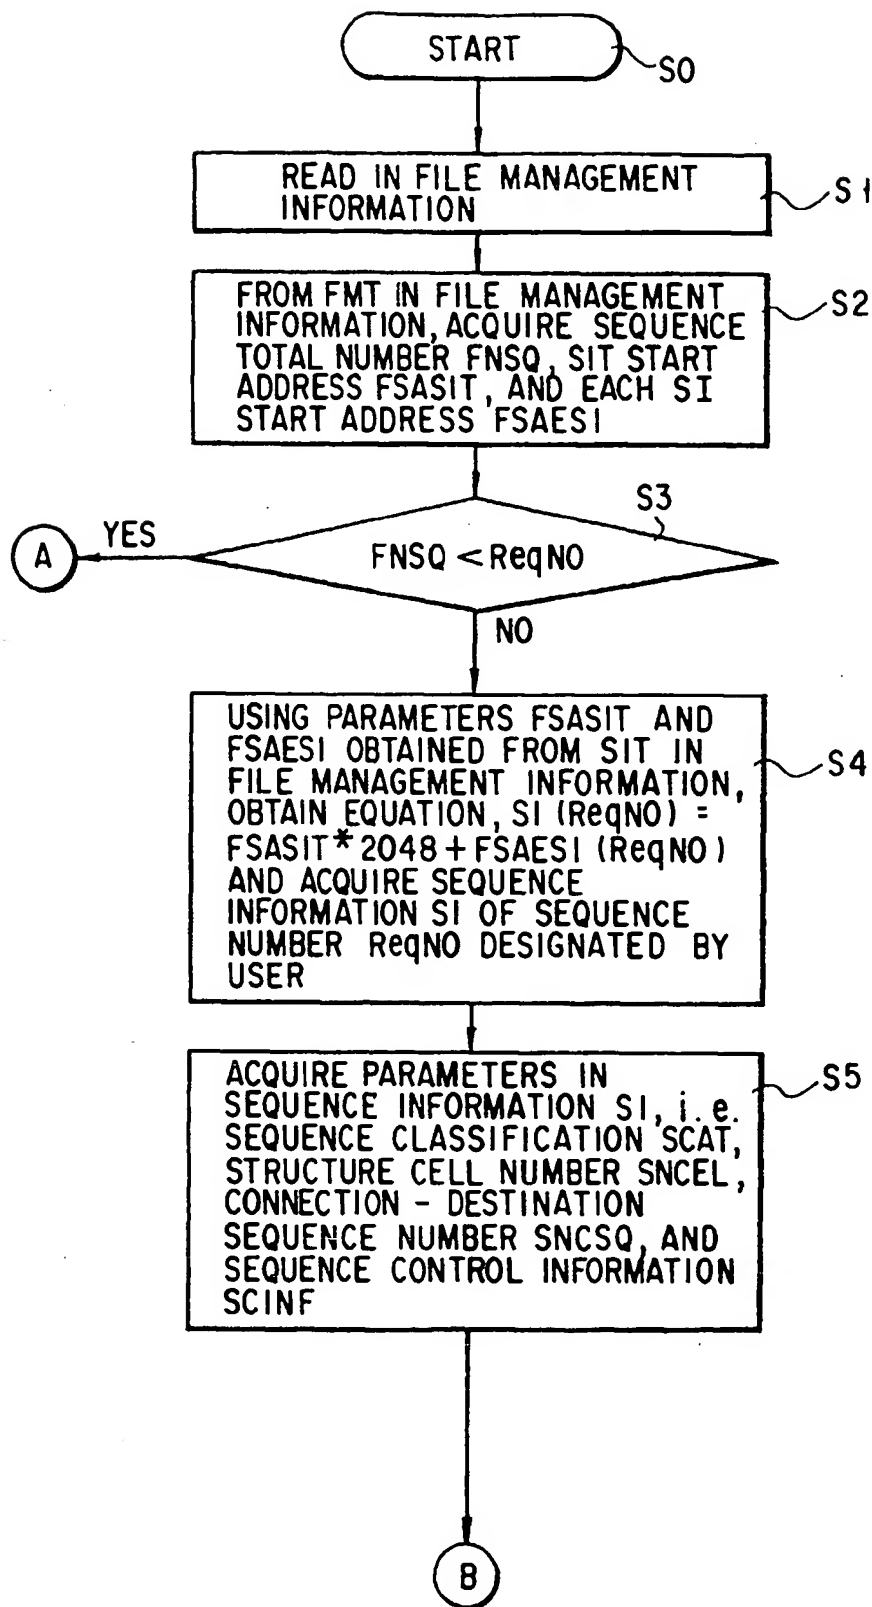 START
S0
READ IN FILE MANAGEMENT
INFORMATION
S1
FROM FMT IN FILE MANAGEMENT
INFORMATION, ACQUIRE SEQUENCE
TOTAL NUMBER FNSQ, SIT START
ADDRESS FSASIT, AND EACH SI
START ADDRESS FSAESI
S2
S3
YES
A
FNSQ < ReqNO
NO
USING PARAMETERS FSASIT AND
FSAESI OBTAINED FROM SIT IN
FILE MANAGEMENT INFORMATION,
OBTAIN EQUATION, SI (ReqNO) =
FSASIT * 2048 + FSAESI (ReqNO)
AND ACQUIRE SEQUENCE
INFORMATION SI OF SEQUENCE
NUMBER ReqNO DESIGNATED BY
USER
S4
ACQUIRE PARAMETERS IN
SEQUENCE INFORMATION SI, i.e.
SEQUENCE CLASSIFICATION SCAT,
STRUCTURE CELL NUMBER SNCEL,
CONNECTION - DESTINATION
SEQUENCE NUMBER SNCSQ, AND
SEQUENCE CONTROL INFORMATION
SCINF
S5
B